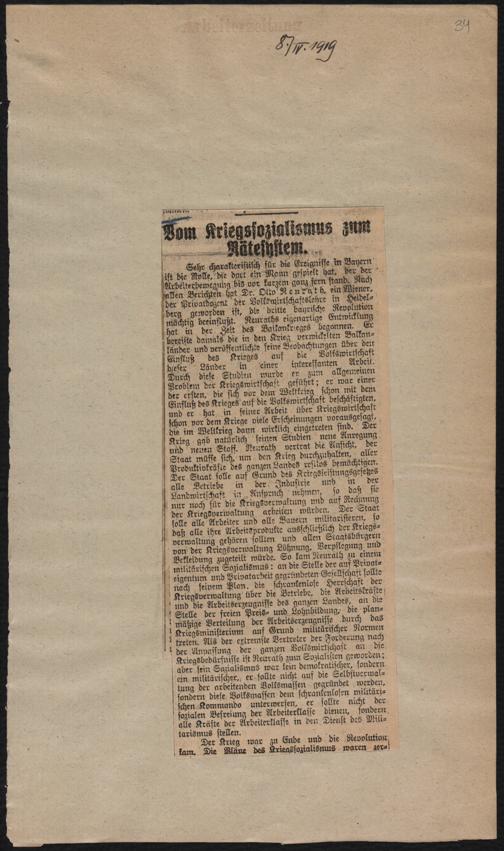 34
8./IV. 1919
Vom Kriegssozialismus zum
Rätesystem.
Sehr charakteristisch für die Ereignisse in Bayern
ist die Rolle, die dort ein Mann gespielt hat, der der
Arbeiterbewegung bis vor kurzem ganz fern stand. Nach
allen Berichten hat Dr. Otto Neurath, ein Wiener,
der Privatdozent der Volkswirtschaftslehre in Heidel-
berg geworden ist, die dritte bayrische Revolution
mächtig beeinflußt. Neuraths eigenartige Entwicklung
hat in der Zeit des Balkankrieges begonnen. Er
bereiste damals die in den Krieg verwickelten Balkan-
länder und veröffentlichte seine Beobachtungen über den
Einfluß des Krieges auf die Volkswirtschaft
dieser Länder in einer interessanten Arbeit.
Durch diese Studien wurde er zum allgemeinen
Problem der Kriegswirtschaft geführt; er war einer
der ersten, die sich vor dem Weltkrieg schon mit dem
Einfluß des Krieges auf die Volkswirtschaft beschäftigten,
und er hat in seiner Arbeit über Kriegswirtschaft
schon vor dem Kriege viele Erscheinungen vorausgesagt,
die im Weltkrieg dann wirklich eingetreten sind. Der
Krieg gab natürlich seinen Studien neue Anregung
und neuen Stoff. Neurath vertrat die Ansicht, der
Staat müsse sich, um den Krieg durchzuhalten, aller
Produktivkräfte des ganzen Landes restlos bemächtigen.
Der Staat solle auf Grund des Kriegsleistungsgesetzes
alle Betriebe in der Industrie und in der
Landwirtschaft in Anspruch nehmen, so daß sie
nur noch für die Kriegsverwaltung und auf Rechnung
der Kriegsverwaltung arbeiten würden. Der Staat
solle alle Arbeiter und alle Bauern militarisieren, so
daß alle ihre Arbeitsprodukte ausschließlich der Kriegs-
verwaltung gehören sollten und allen Staatsbürgern
von der Kriegsverwaltung Löhnung, Verpflegung und
Bekleidung zugeteilt würde. So kam Neurath zu einem
militärischen Sozialismus: an die Stelle der auf Privat-
eigentum und Privatarbeit gegründeten Gesellschaft sollte
nach seinem Plan, die schrankenlose Herrschaft der
Kriegsverwaltung über die Betriebe, die Arbeitskräfte
und die Arbeitserzeugnisse des ganzen Landes, an die
Stelle der freien Preis- und Lohnbildung, die plan-
mäßige Verteilung der Arbeitserzeugnisse durch das
Kriegsministerium auf Grund militärischer Normen
treten. Als der extremste Vertreter der Forderung nach
der Anpassung der ganzen Volkswirtschaft an die
Kriegsbedürfnisse ist Neurath zum Sozialisten geworden;
aber sein Sozialismus war kein demokratischer, sondern
ein militärischer, er sollte nicht auf die Selbstverwal-
tung der arbeitenden Volksmassen gegründet werden,
sondern diese Volksmassen dem schrankenlosen militäri-
schen Kommando unterwerfen, er sollte nicht der
sozialen Befreiung der Arbeiterklasse dienen, sondern
alle Kräfte der Arbeiterklasse in den Dienst des Mili-
tarismus stellen.
Der Krieg war zu Ende und die Revolution
kam. Die Pläne des Kriegssozialismus waren zer-